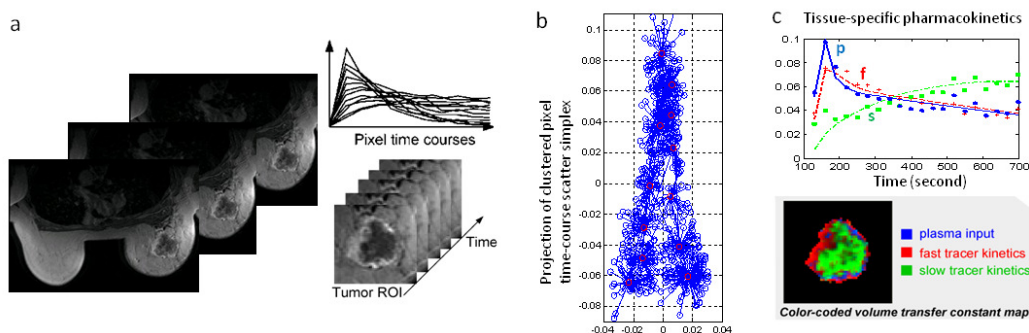 a
Pixel time courses
Time
Tumor ROI
b
Projection of clustered pixel
time-course scatter simplex
0.1
0.08
0.06
0.04
0.02
0
-0.02
-0.04
-0.06
-0.08
-0.04
-0.02
0
0.02
0.04
c
Tissue-specific pharmacokinetics
0.1
0.08
0.06
0.04
0.02
0
p
f
s
100 200 300 400 500 600 700
Time (second)
plasma input
fast tracer kinetics
slow tracer kinetics
Color-coded volume transfer constant map